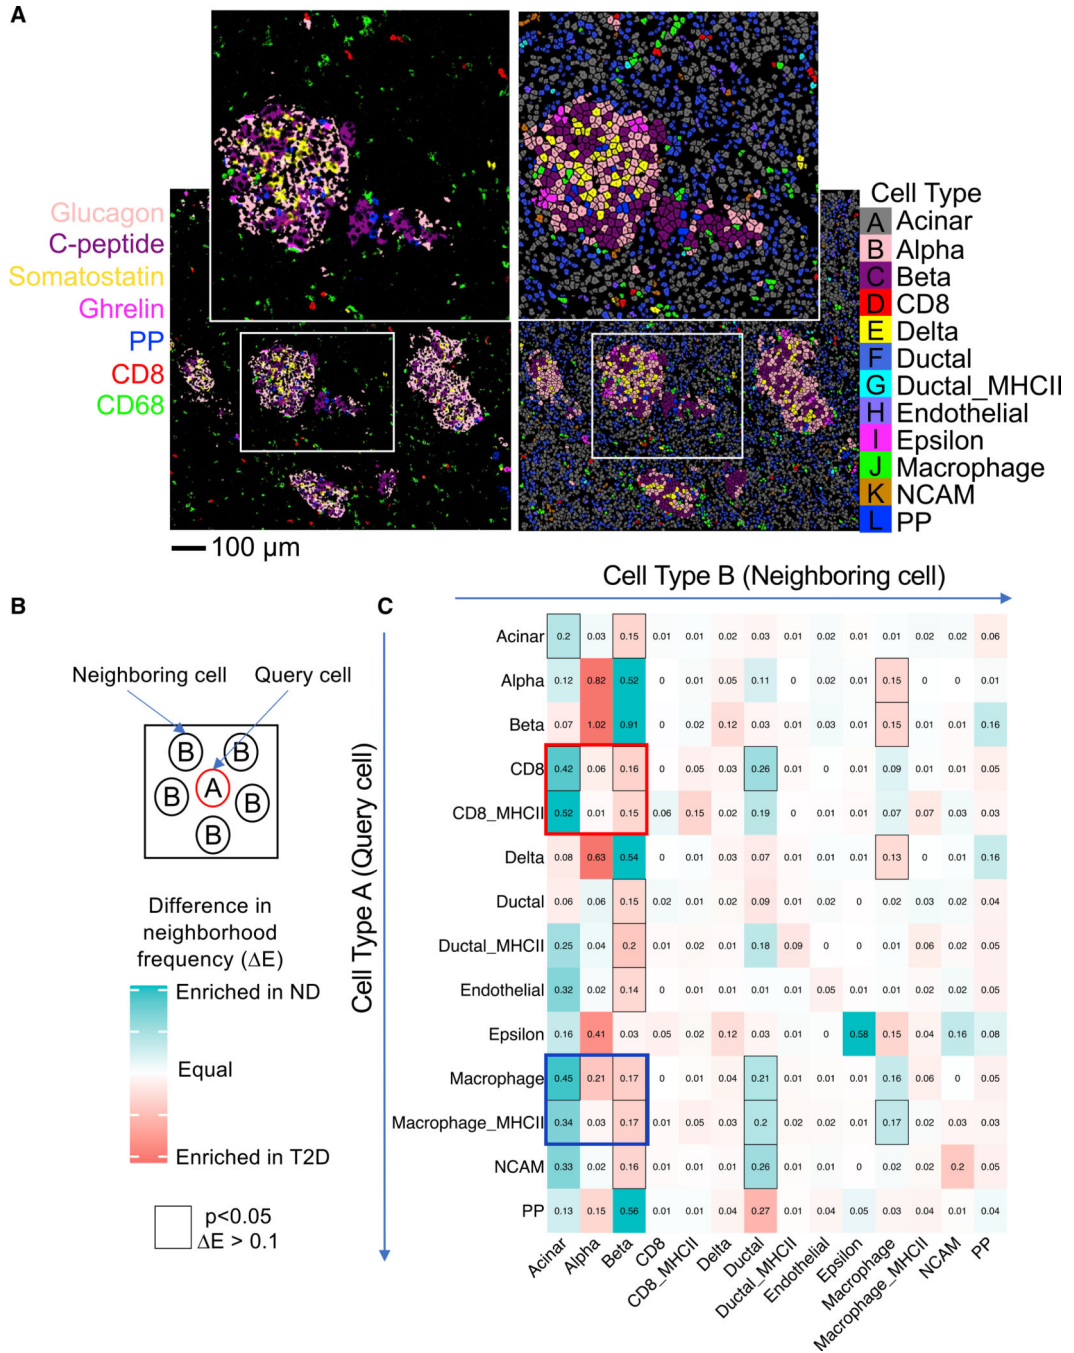 A
Glucagon
C-peptide
Somatostatin
Ghrelin
PP
CD8
CD68
100 µm
Cell Type
A Acinar
B Alpha
C Beta
D CD8
E Delta
F Ductal
G Ductal_MHCII
H Endothelial
I Epsilon
J Macrophage
K NCAM
L PP
B
Neighboring cell Query cell
B B
A
B B
B
Difference in
neighborhood
frequency (ΔE)
Enriched in ND
Equal
Enriched in T2D
p<0.05
ΔE > 0.1
C
Cell Type B (Neighboring cell)
Cell Type A (Query cell)
Acinar 0.2 0.03 0.15 0.01 0.01 0.02 0.03 0.01 0.02 0.01 0.01 0.02 0.02 0.06
Alpha 0.12 0.82 0.52 0 0.01 0.05 0.11 0 0.02 0.01 0.15 0 0 0.01
Beta 0.07 1.02 0.91 0 0.02 0.12 0.03 0.01 0.03 0.01 0.15 0.01 0.01 0.16
CD8 0.42 0.06 0.16 0 0.05 0.03 0.26 0.01 0 0.01 0.09 0.01 0.01 0.05
CD8_MHCII 0.52 0.01 0.15 0.06 0.15 0.02 0.19 0 0.01 0.01 0.07 0.07 0.03 0.03
Delta 0.08 0.63 0.54 0 0.01 0.03 0.07 0.01 0.02 0.01 0.13 0 0.01 0.16
Ductal 0.06 0.06 0.15 0.02 0.01 0.02 0.09 0.01 0.02 0 0.02 0.03 0.02 0.04
Ductal_MHCII 0.25 0.04 0.2 0.01 0.02 0.01 0.18 0.09 0 0 0.01 0.06 0.02 0.05
Endothelial 0.32 0.02 0.14 0 0.01 0.01 0.01 0.01 0.05 0.01 0.01 0.02 0.02 0.05
Epsilon 0.16 0.41 0.03 0.05 0.02 0.12 0.03 0.01 0 0.58 0.15 0.04 0.16 0.08
Macrophage 0.45 0.21 0.17 0 0.01 0.04 0.21 0.01 0.01 0.01 0.16 0.06 0 0.05
Macrophage_MHCII 0.34 0.03 0.17 0.01 0.05 0.03 0.2 0.02 0.02 0.01 0.17 0.02 0.03 0.03
NCAM 0.33 0.02 0.16 0.01 0.01 0.01 0.26 0.01 0.01 0 0.02 0.02 0.2 0.05
PP 0.13 0.15 0.56 0.01 0.01 0.04 0.27 0.01 0.04 0.05 0.03 0.04 0.01 0.04
Acinar Alpha Beta CD8 CD8_MHCII Delta Ductal Ductal_MHCII Endothelial Epsilon Macrophage Macrophage_MHCII NCAM PP